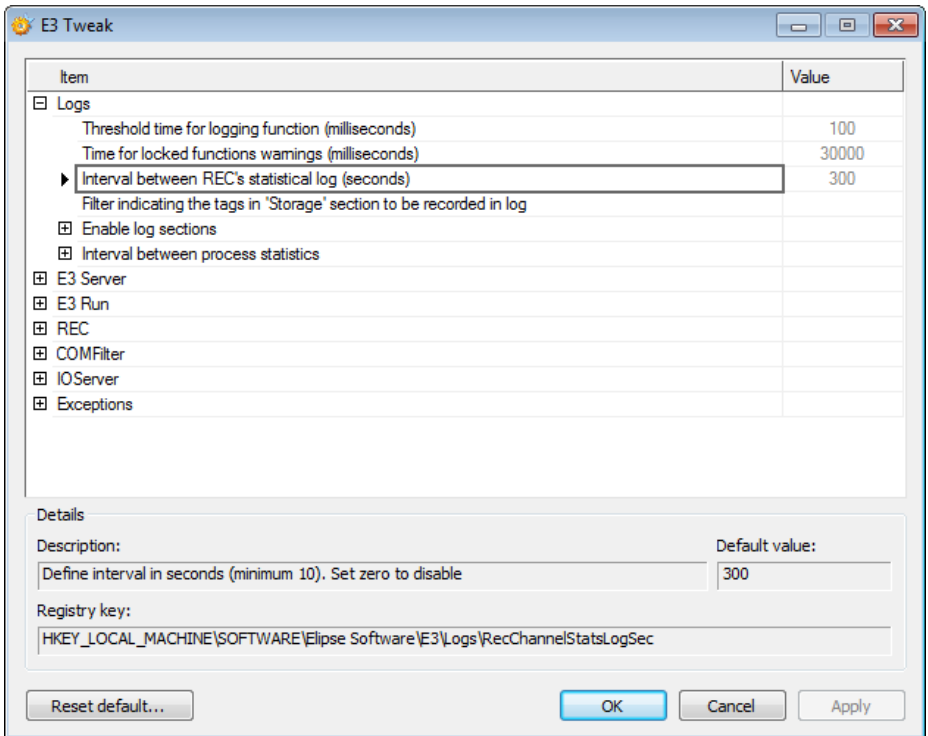 E3 Tweak
Item Value
Logs
Threshold time for logging function (milliseconds) 100
Time for locked functions warnings (milliseconds) 30000
Interval between REC's statistical log (seconds) 300
Filter indicating the tags in 'Storage' section to be recorded in log
Enable log sections
Interval between process statistics
E3 Server
E3 Run
REC
COMFilter
IOServer
Exceptions
Details
Description: Default value:
Define interval in seconds (minimum 10). Set zero to disable 300
Registry key:
HKEY_LOCAL_MACHINE\SOFTWARE\Elipse Software\E3\Logs\RecChannelStatsLogSec
Reset default... OK Cancel Apply